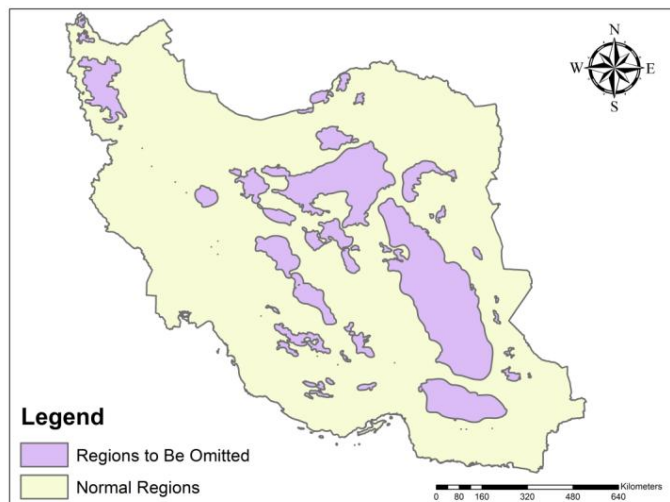 N
W E
S
Legend
Regions to Be Omitted
Normal Regions
Kilometers
0 80 160 320 480 640